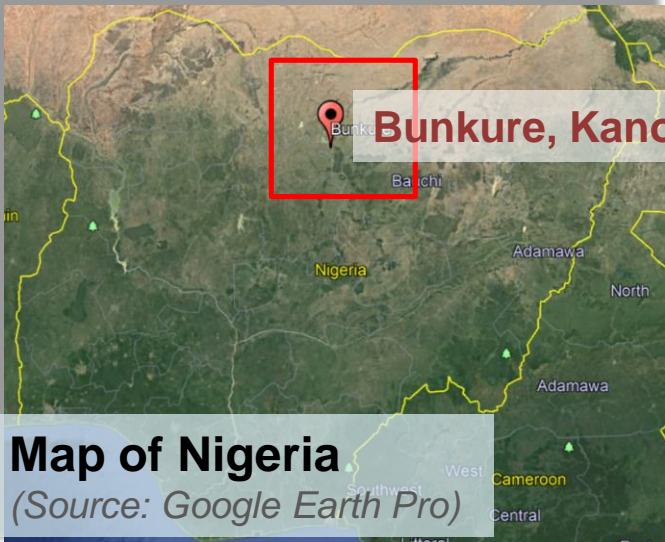 Bunkure
Bunkure, Kano
Bauchi
Nigeria
Adamawa
North
Adamawa
Map of Nigeria
West
Cameroon
Southwest
(Source: Google Earth Pro)
Central